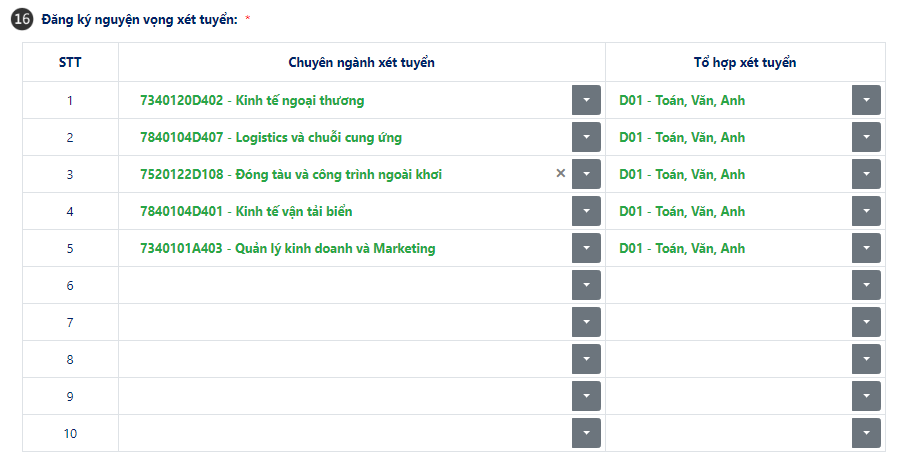 16 Đăng ký nguyện vọng xét tuyển: *
STT Chuyên ngành xét tuyển Tổ hợp xét tuyển
1 7340120D402 - Kinh tế ngoại thương D01 - Toán, Văn, Anh
2 7840104D407 - Logistics và chuỗi cung ứng D01 - Toán, Văn, Anh
3 7520122D108 - Đóng tàu và công trình ngoài khơi × D01 - Toán, Văn, Anh
4 7840104D401 - Kinh tế vận tải biển D01 - Toán, Văn, Anh
5 7340101A403 - Quản lý kinh doanh và Marketing D01 - Toán, Văn, Anh
6
7
8
9
10